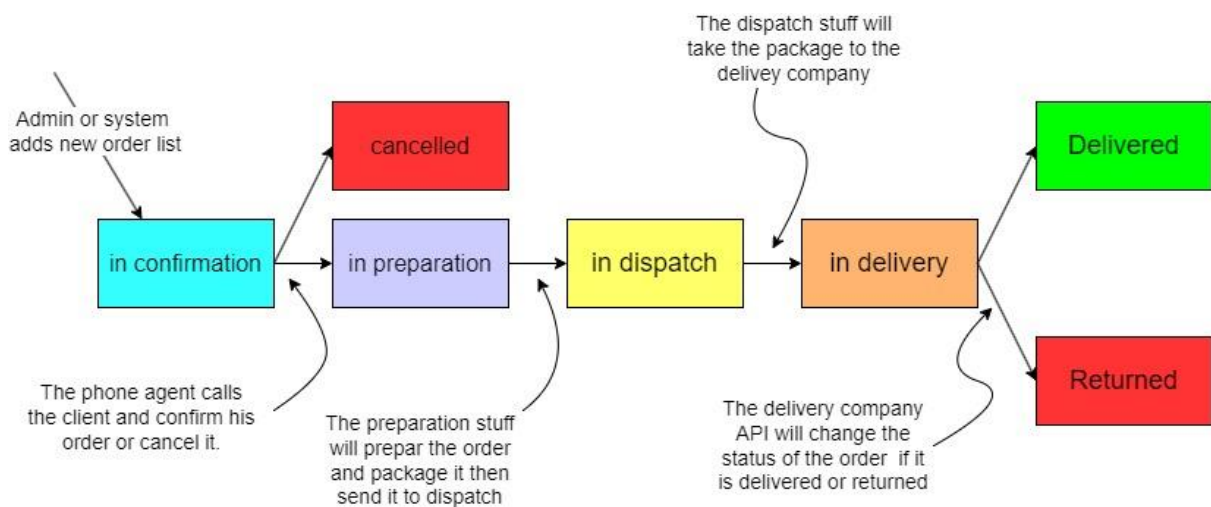 The dispatch stuff will
take the package to the
delivey company
Admin or system
adds new order list
cancelled
Delivered
in confirmation
in preparation
in dispatch
in delivery
Returned
The phone agent calls
the client and confirm his
order or cancel it.
The preparation stuff
will prepar the order
and package it then
send it to dispatch
The delivery company
API will change the
status of the order if it
is delivered or returned